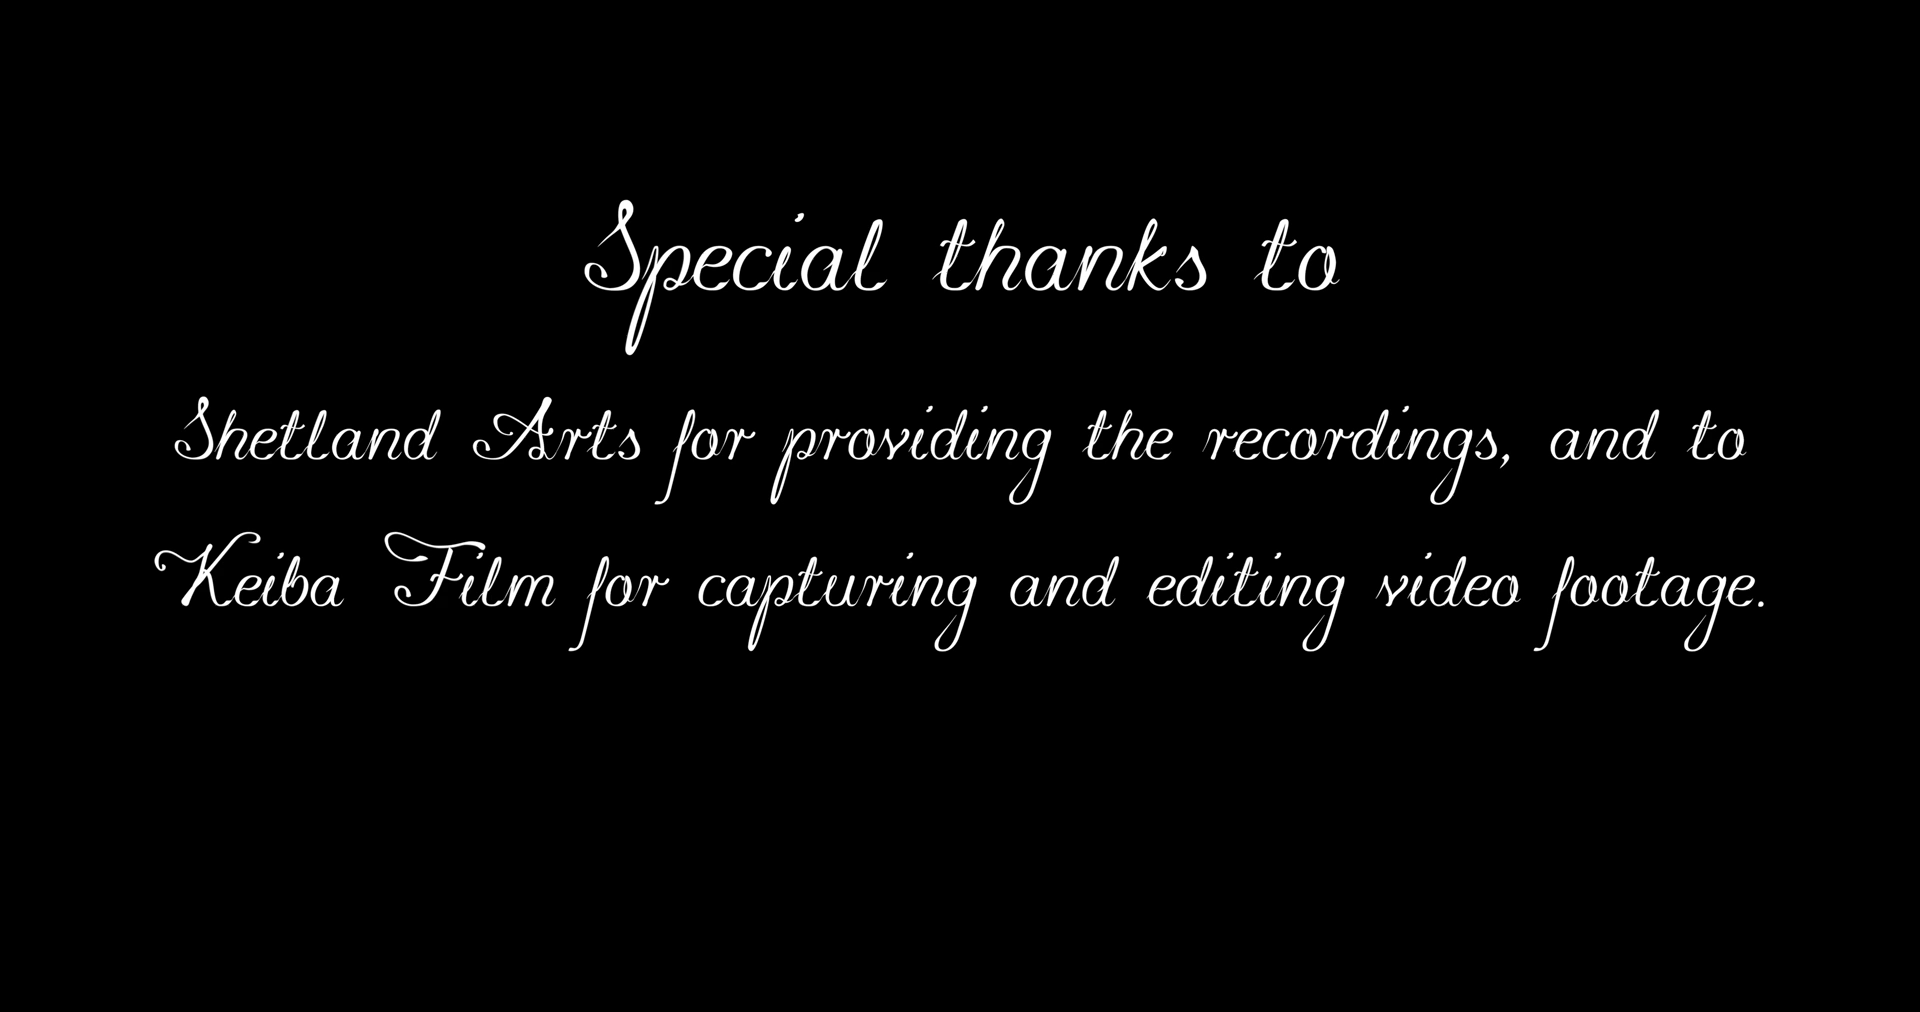 Special thanks to
Shetland Arts for providing the recordings, and to
Keiba Film for capturing and editing video footage.